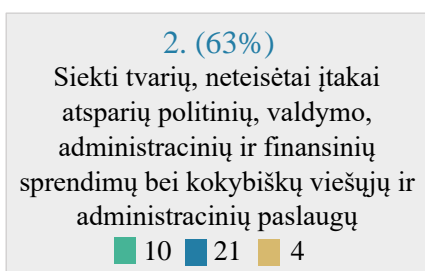 2. (63%)
Siekti tvarių, neteisėtai įtakai
atsparių politinių, valdymo,
administracinių ir finansinių
sprendimų bei kokybiškų viešųjų ir
administracinių paslaugų
10 21 4